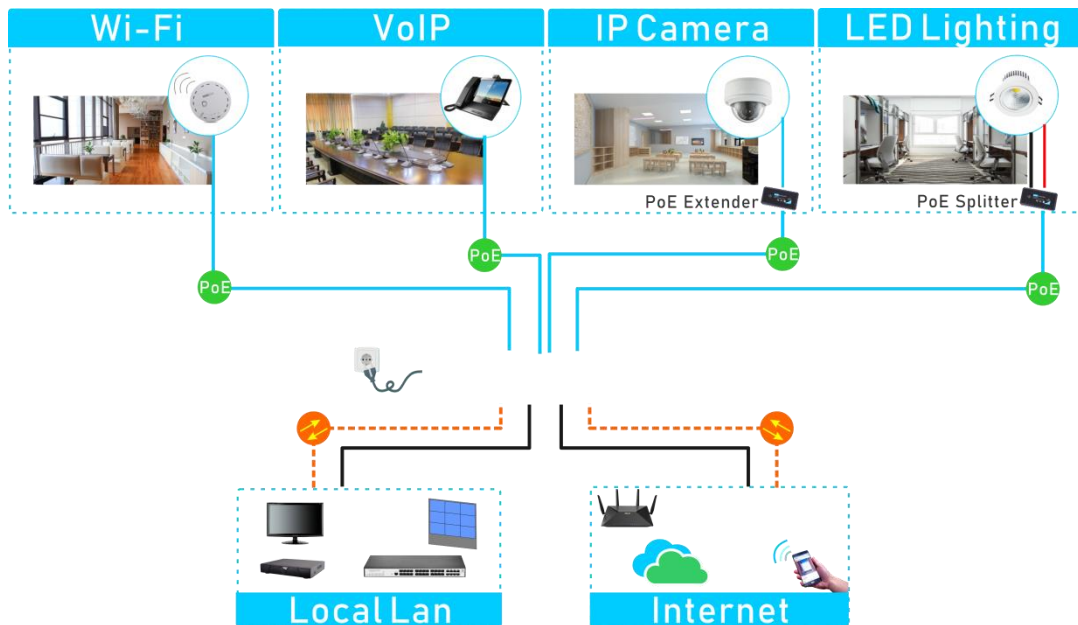 Wi-Fi
VoIP
IP Camera
LED Lighting
PoE Extender
PoE Splitter
PoE
PoE
PoE
PoE
Local Lan
Internet